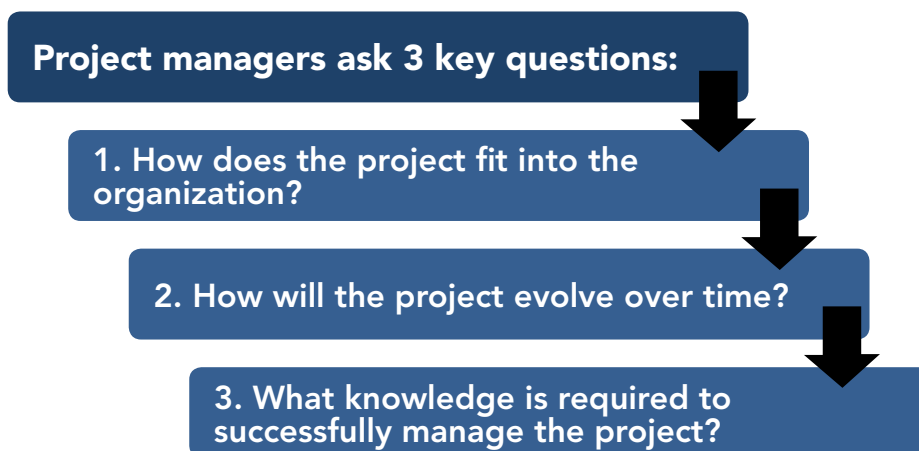 Project managers ask 3 key questions:
1. How does the project fit into the
organization?
2. How will the project evolve over time?
3. What knowledge is required to
successfully manage the project?